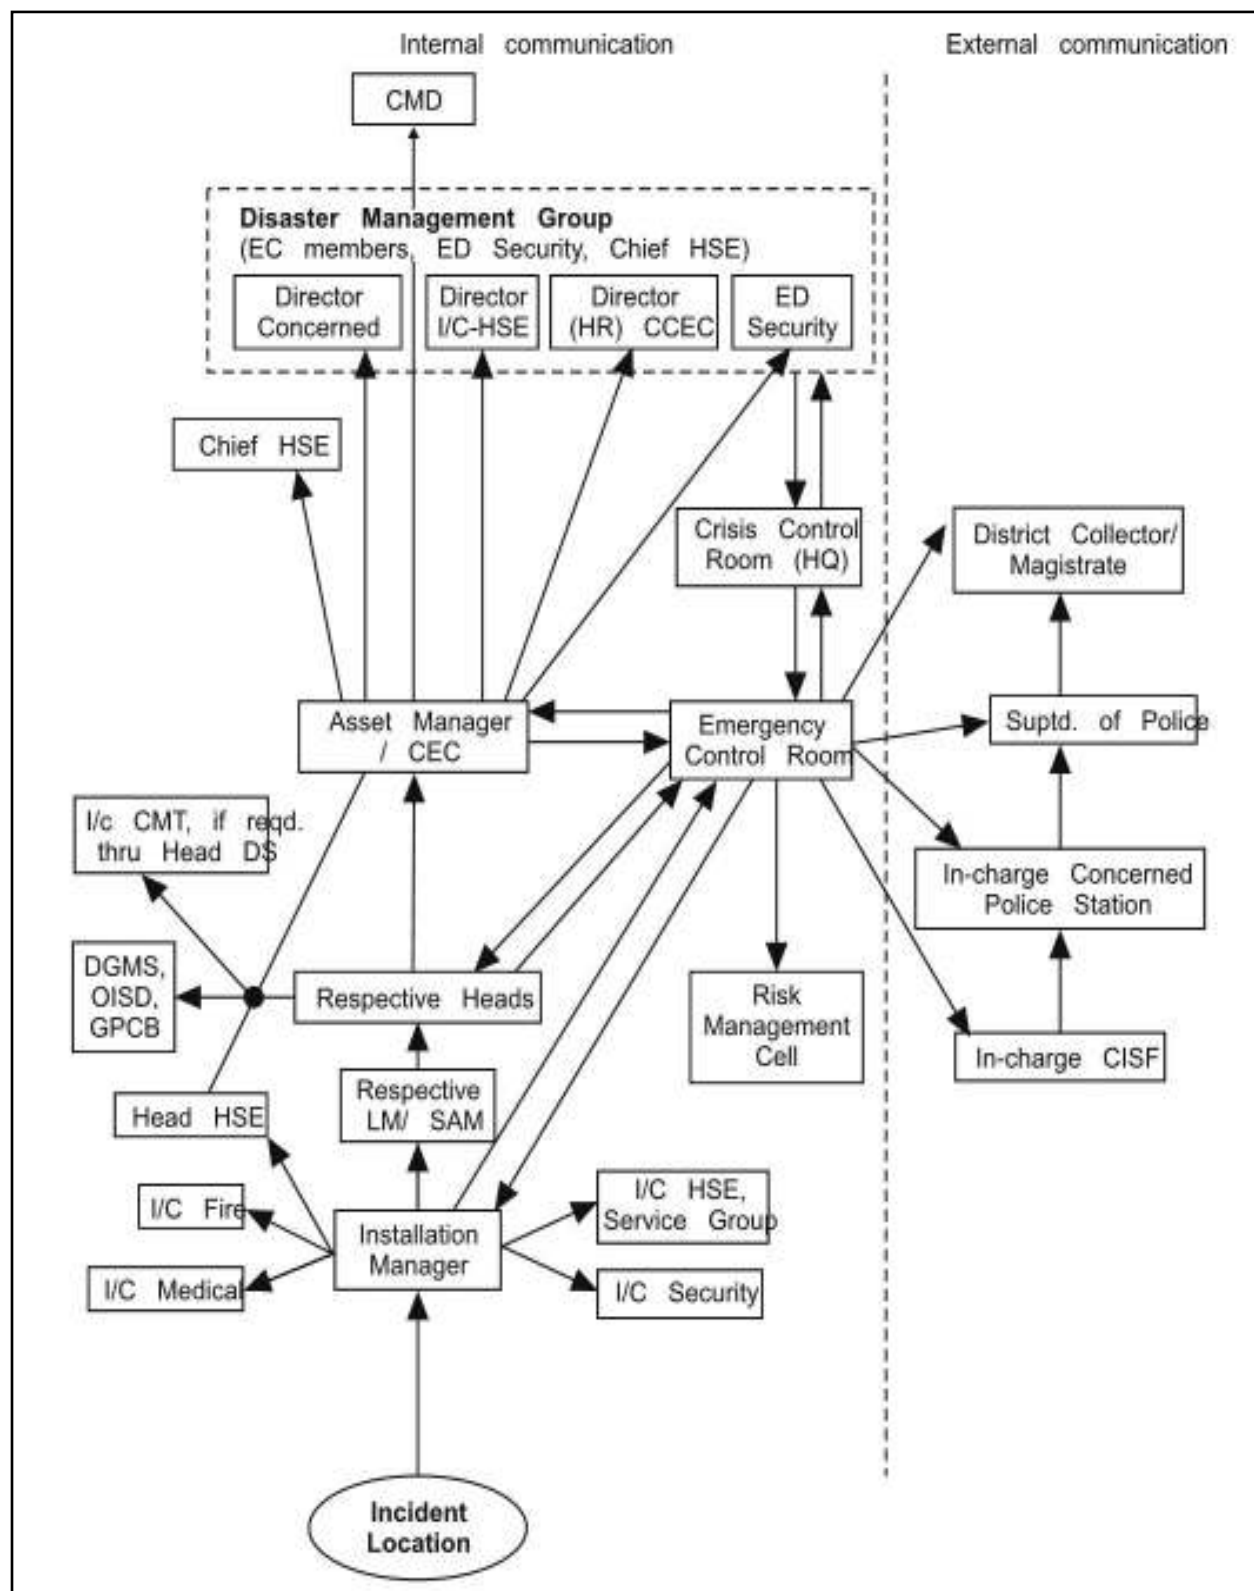 Internal communication
External communication
CMD
Disaster Management Group
(EC members, ED Security, Chief HSE)
Director
Concerned
Director
I/C-HSE
Director
(HR) CCEC
ED
Security
Chief HSE
Crisis Control
Room (HQ)
District Collector/
Magistrate
Asset Manager
/ CEC
Emergency
Control Room
Suptd. of Police
I/c CMT, if reqd.
thru Head DS
In-charge Concerned
Police Station
DGMS,
OISD,
GPCB
Respective Heads
Risk
Management
Cell
In-charge CISF
Head HSE
Respective
LM/ SAM
I/C Fire
Installation
Manager
I/C HSE,
Service Group
I/C Medical
I/C Security
Incident
Location